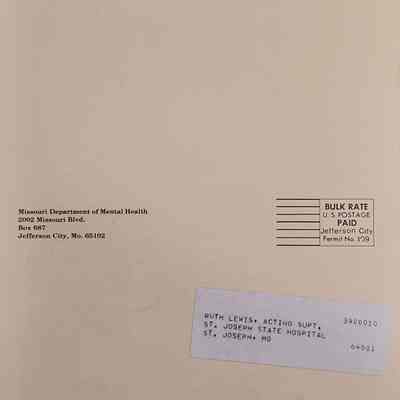 Missouri Department of Mental Health
2002 Missouri Blvd.
Box 687
Jefferson City, Mo. 65102
BULK RATE
U.S. POSTAGE
PAID
Jefferson City
Permit No. 109
RUTH LEWIS, ACTING SUPT. 3900010
ST. JOSEPH STATE HOSPITAL
ST. JOSEPH, MO 64501